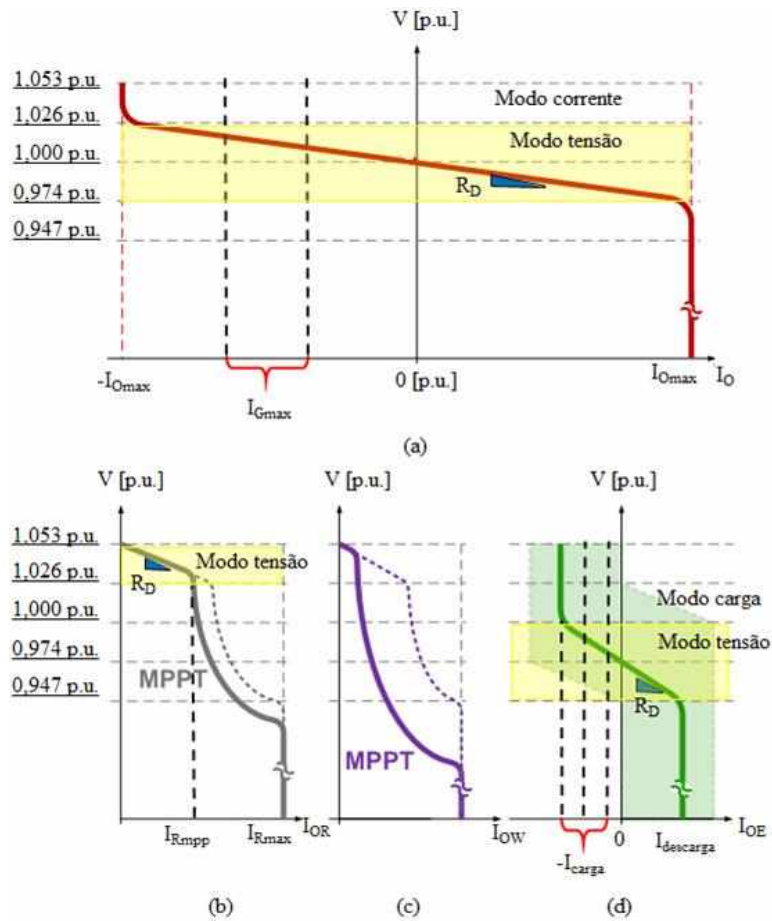 V [p.u.]
1,053 p.u.
Modo corrente
1,026 p.u.
Modo tensão
1,000 p.u.
R_D
0,974 p.u.
0,947 p.u.
-I_Omax
0 [p.u.]
I_Omax
I_O
I_Gmax
(a)
V [p.u.] V [p.u.] V [p.u.]
1,053 p.u.
Modo tensão
1,026 p.u.
R_D
Modo carga
1,000 p.u.
Modo tensão
0,974 p.u.
MPPT
R_D
0,947 p.u.
MPPT
I_Rmpp
I_Rmax
I_OR
I_OW
-I_carga
0
I_descarga
I_OE
(b) (c) (d)